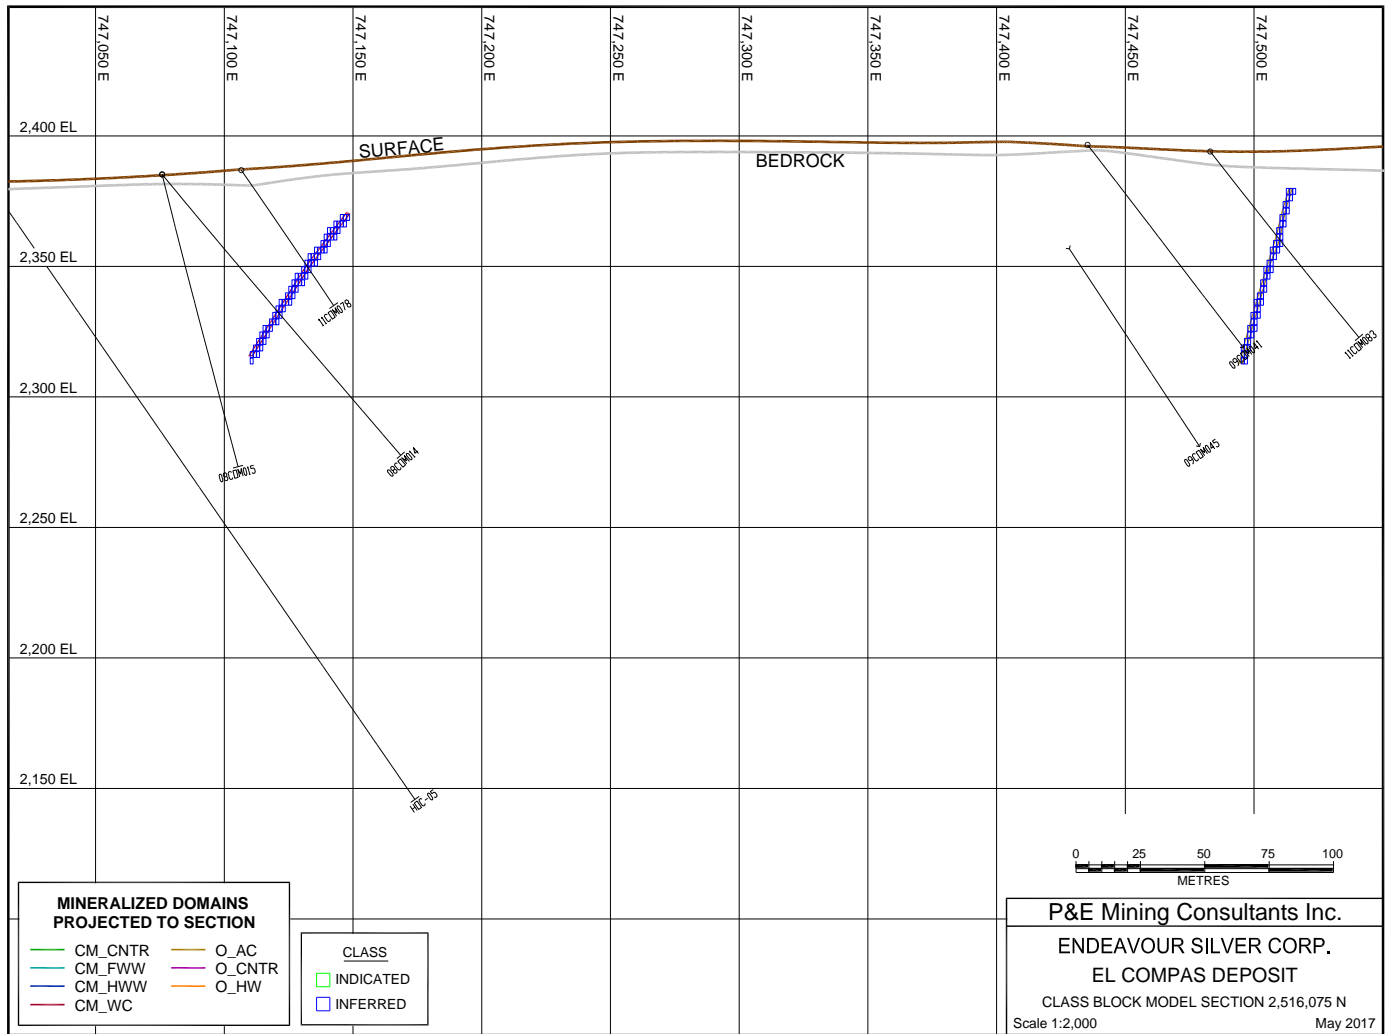 747,050 E
747,100 E
747,150 E
747,200 E
747,250 E
747,300 E
747,350 E
747,400 E
747,450 E
747,500 E
2,400 EL
SURFACE
BEDROCK
2,350 EL
11CDM078
09CDM041
11CDM083
2,300 EL
08CDM015
08CDM014
09CDM045
2,250 EL
2,200 EL
2,150 EL
HOC-05
0 25 50 75 100
METRES
MINERALIZED DOMAINS
PROJECTED TO SECTION
CM_CNTR O_AC
CM_FWW O_CNTR
CM_HWW O_HW
CM_WC
CLASS
INDICATED
INFERRED
P&E Mining Consultants Inc.
ENDEAVOUR SILVER CORP.
EL COMPAS DEPOSIT
CLASS BLOCK MODEL SECTION 2,516,075 N
Scale 1:2,000 May 2017